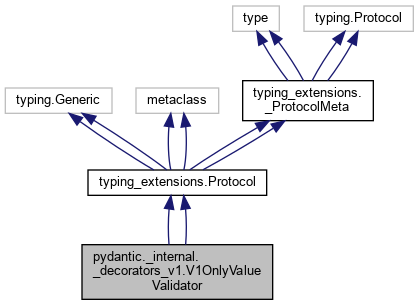 type
typing.Protocol
typing.Generic
metaclass
typing_extensions.
_ProtocolMeta
typing_extensions.Protocol
pydantic._internal.
_decorators_v1.V1OnlyValue
Validator